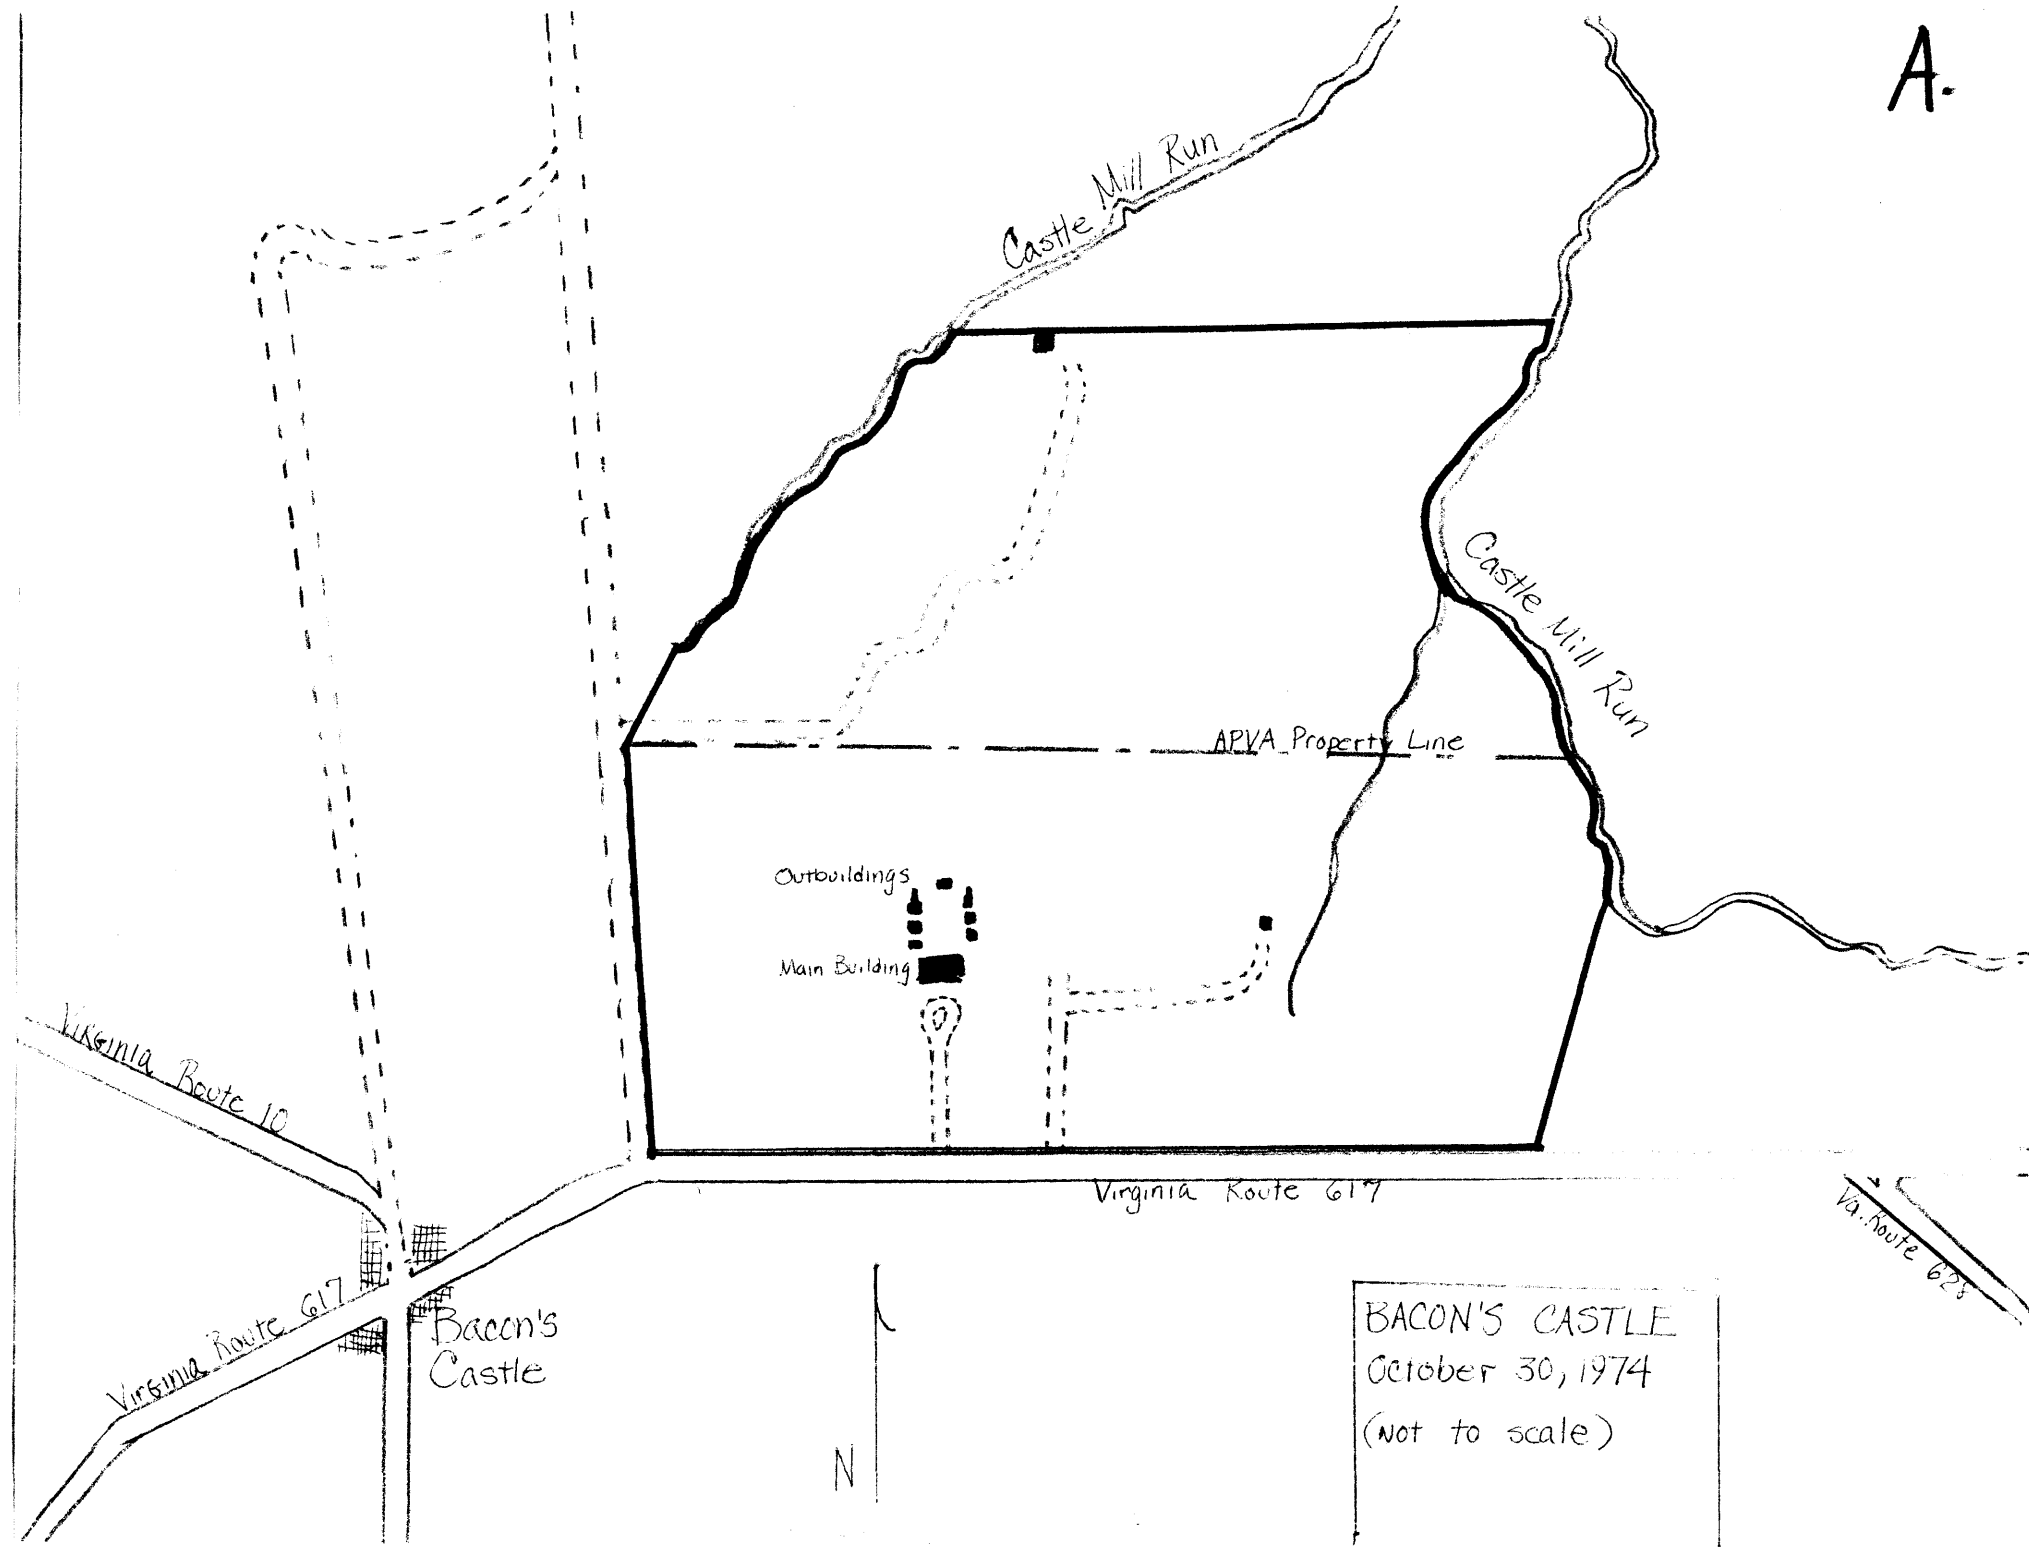 A.
Castle Mill Run
Castle Mill Run
APVA Property Line
Outbuildings
Main Building
Virginia Route 10
Virginia Route 617
Va. Route 628
Virginia Route 617
Bacon's
Castle
N
BACON'S CASTLE
October 30, 1974
(Not to scale)